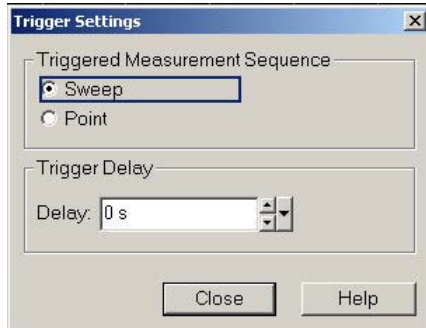 Trigger Settings
Triggered Measurement Sequence
Sweep
Point
Trigger Delay
Delay: 0 s
Close Help